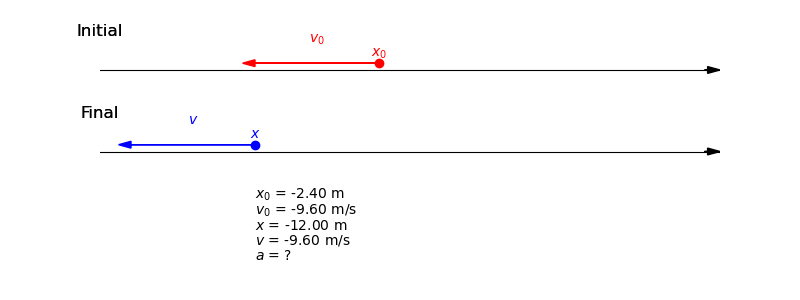 Initial
v₀
x₀
Final
v
x
x₀ = -2.40 m
v₀ = -9.60 m/s
x = -12.00 m
v = -9.60 m/s
a = ?